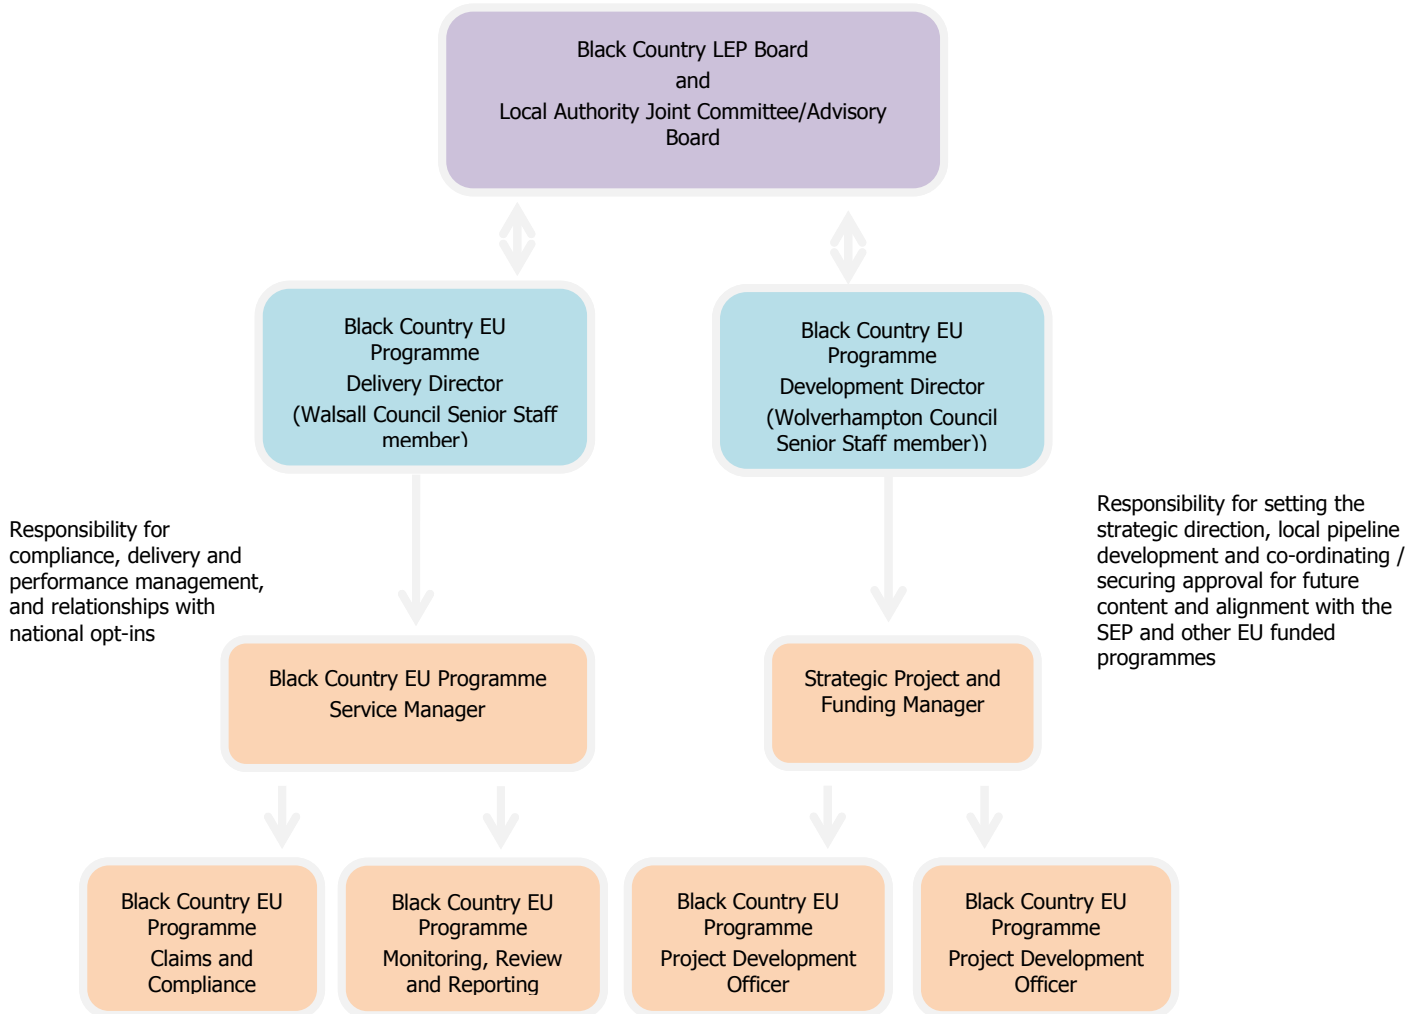 Black Country LEP Board
and
Local Authority Joint Committee/Advisory
Board
Black Country EU
Programme
Delivery Director
(Walsall Council Senior Staff
member)
Black Country EU
Programme
Development Director
(Wolverhampton Council
Senior Staff member))
Responsibility for
compliance, delivery and
performance management,
and relationships with
national opt-ins
Responsibility for setting the
strategic direction, local pipeline
development and co-ordinating /
securing approval for future
content and alignment with the
SEP and other EU funded
programmes
Black Country EU Programme
Service Manager
Strategic Project and
Funding Manager
Black Country EU
Programme
Claims and
Compliance
Black Country EU
Programme
Monitoring, Review
and Reporting
Black Country EU
Programme
Project Development
Officer
Black Country EU
Programme
Project Development
Officer